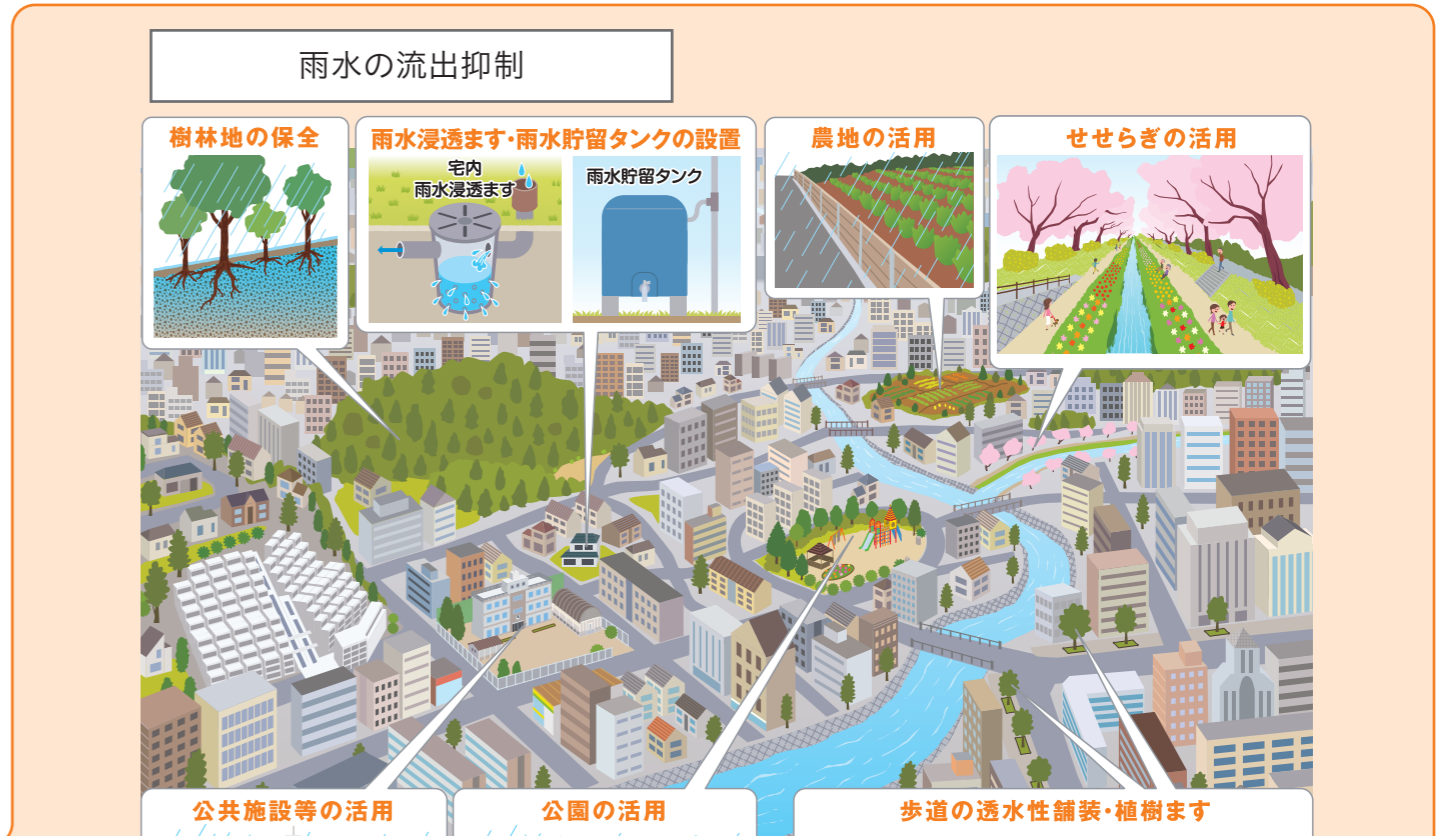 雨水の流出抑制
樹林地の保全
雨水浸透ます・雨水貯留タンクの設置
宅内
雨水浸透ます
雨水貯留タンク
農地の活用
せせらぎの活用
公共施設等の活用
公園の活用
歩道の透水性舗装・植樹ます